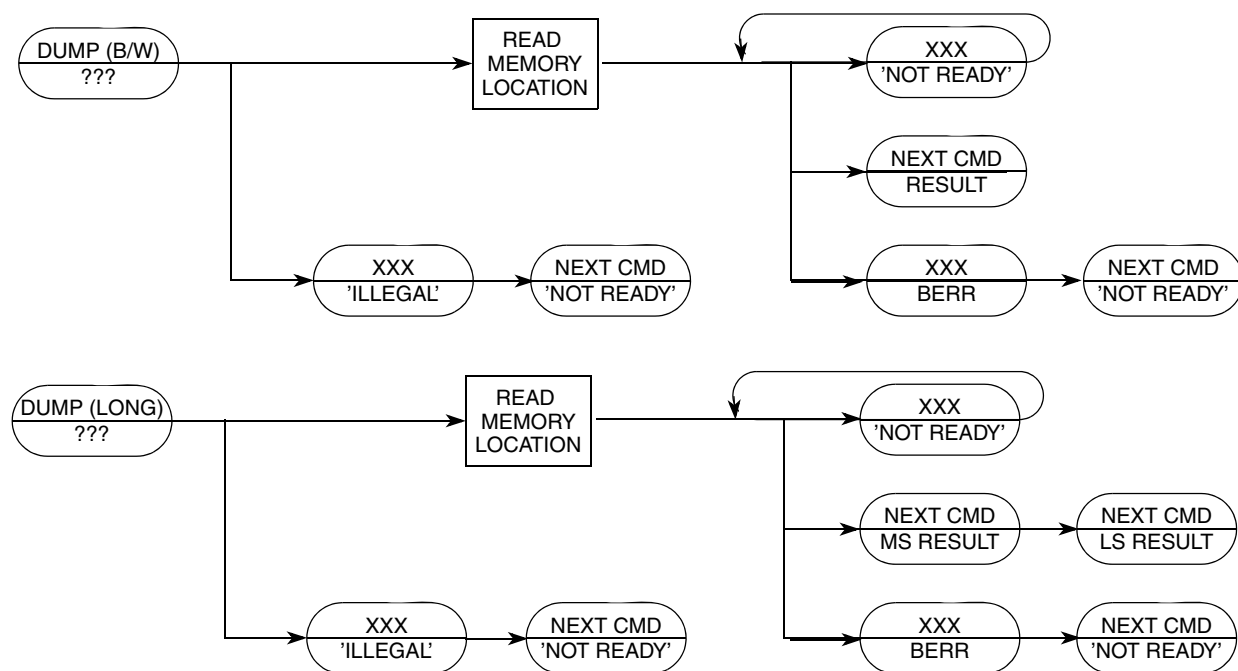 DUMP (B/W)
???
READ
MEMORY
LOCATION
XXX
'NOT READY'
NEXT CMD
RESULT
XXX
'ILLEGAL'
NEXT CMD
'NOT READY'
XXX
BERR
NEXT CMD
'NOT READY'
DUMP (LONG)
???
READ
MEMORY
LOCATION
XXX
'NOT READY'
NEXT CMD
MS RESULT
NEXT CMD
LS RESULT
XXX
'ILLEGAL'
NEXT CMD
'NOT READY'
XXX
BERR
NEXT CMD
'NOT READY'